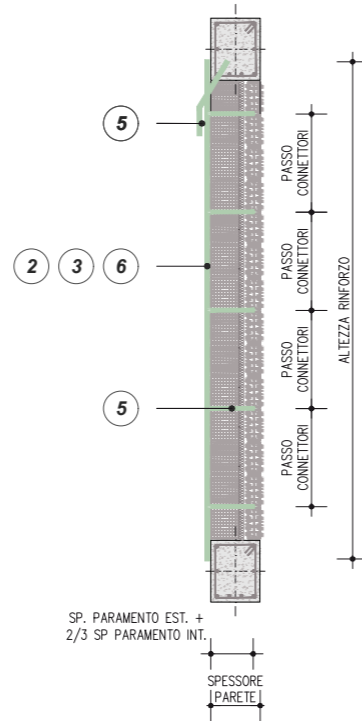 5
PASSO
CONNETTORI
2 3 6
PASSO
CONNETTORI
ALTEZZA RINFORZO
PASSO
CONNETTORI
5
PASSO
CONNETTORI
SP. PARAMENTO EST. +
2/3 SP PARAMENTO INT.
SPESSORE
PARETE